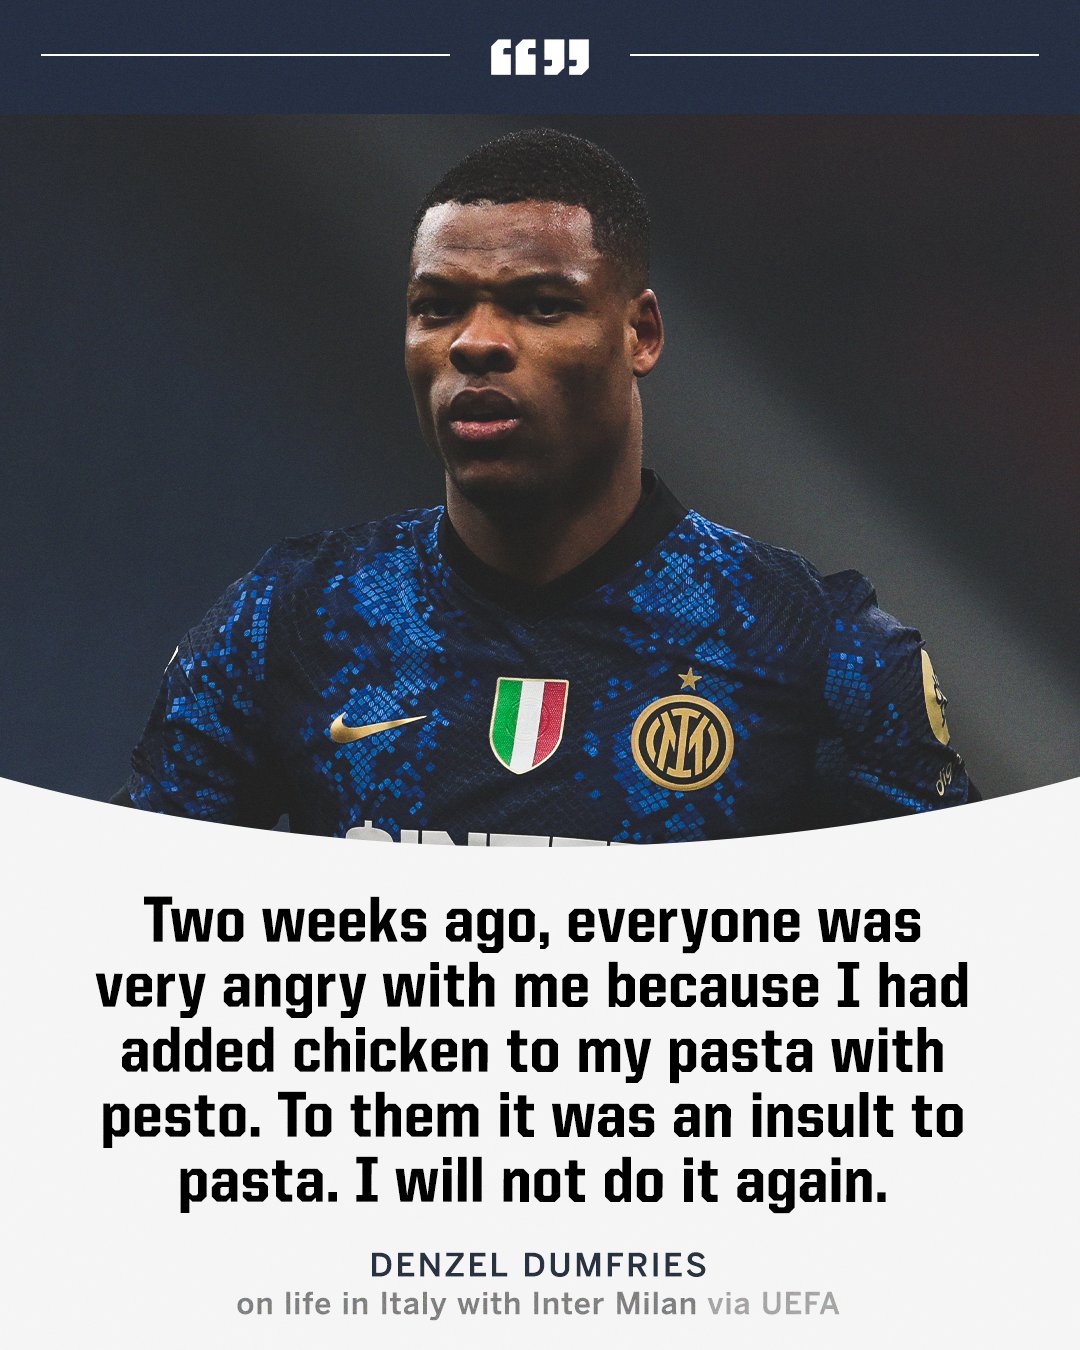 Two weeks ago, everyone was
very angry with me because I had
added chicken to my pasta with
pesto. To them it was an insult to
pasta. I will not do it again.
DENZEL DUMFRIES
on life in Italy with Inter Milan via UEFA